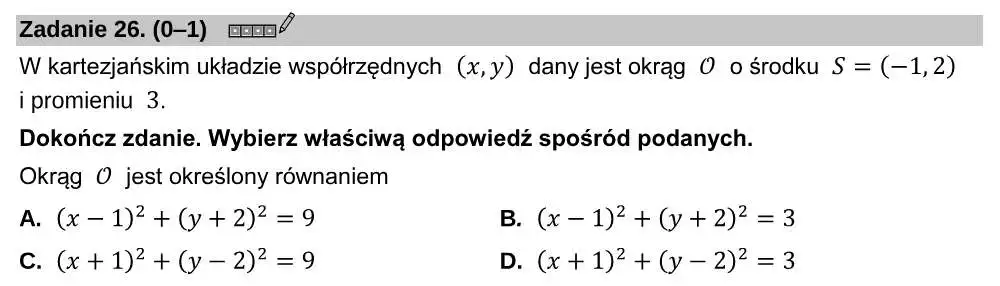 Zadanie 26. (0–1)
W kartezjańskim układzie współrzędnych (x, y) dany jest okrąg 𝒪 o środku S = (−1, 2)
i promieniu 3.
Dokończ zdanie. Wybierz właściwą odpowiedź spośród podanych.
Okrąg 𝒪 jest określony równaniem
A. (x − 1)² + (y + 2)² = 9 B. (x − 1)² + (y + 2)² = 3
C. (x + 1)² + (y − 2)² = 9 D. (x + 1)² + (y − 2)² = 3